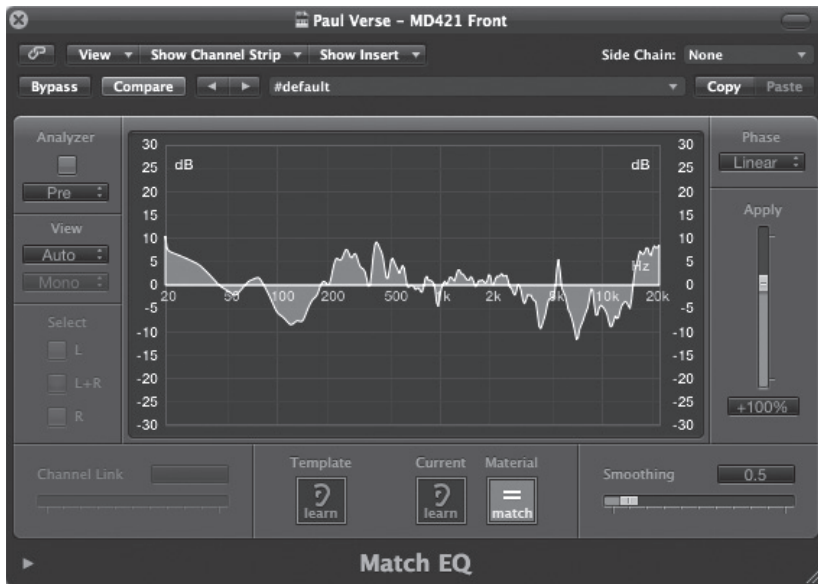 Paul Verse – MD421 Front
View Show Channel Strip Show Insert Side Chain: None
Bypass Compare #default Copy Paste
Analyzer
Pre
View
Auto
Mono
Select
L
L+R
R
30 dB dB 30
25 25
20 20
15 15
10 10
5 5
Hz
0 0
20 50 100 200 500 1k 2k 5k 10k 20k
-5 -5
-10 -10
-15 -15
-20 -20
-25 -25
-30 -30
Phase
Linear
Apply
+100%
Channel Link
Template Current Material
learn learn match
Smoothing 0.5
Match EQ